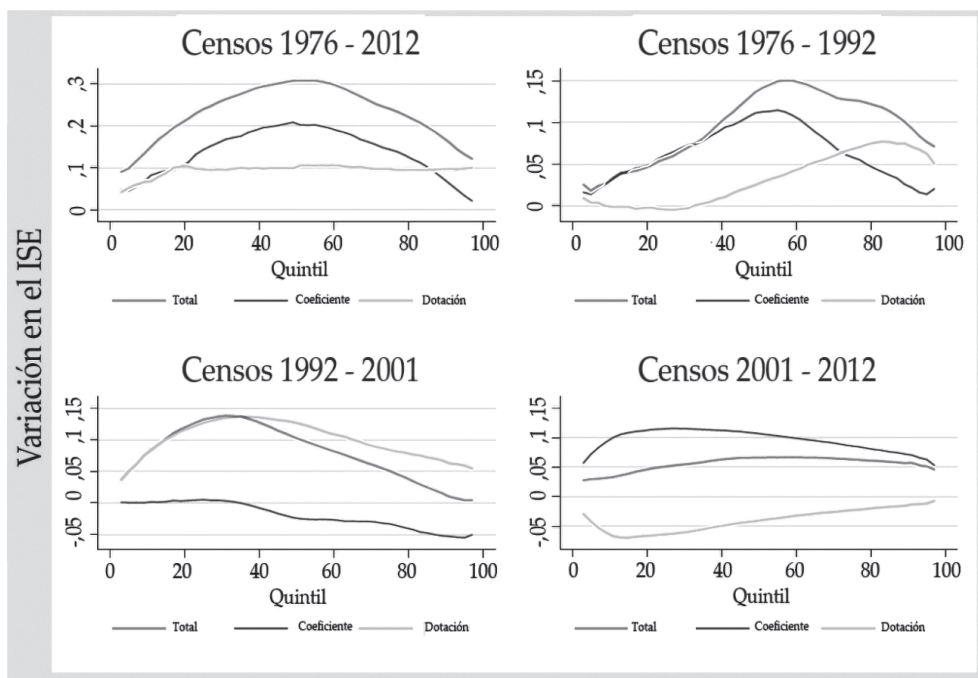 Variación en el ISE
Censos 1976 - 2012
,3
,2
,1
0
0 20 40 60 80 100
Quintil
Total Coeficiente Dotación
Censos 1976 - 1992
,15
,1
,05
0
0 20 40 60 80 100
Quintil
Total Coeficiente Dotación
Censos 1992 - 2001
,15
,1
,05
0
-,05
0 20 40 60 80 100
Quintil
Total Coeficiente Dotación
Censos 2001 - 2012
,15
,1
,05
0
-,05
0 20 40 60 80 100
Quintil
Total Coeficiente Dotación